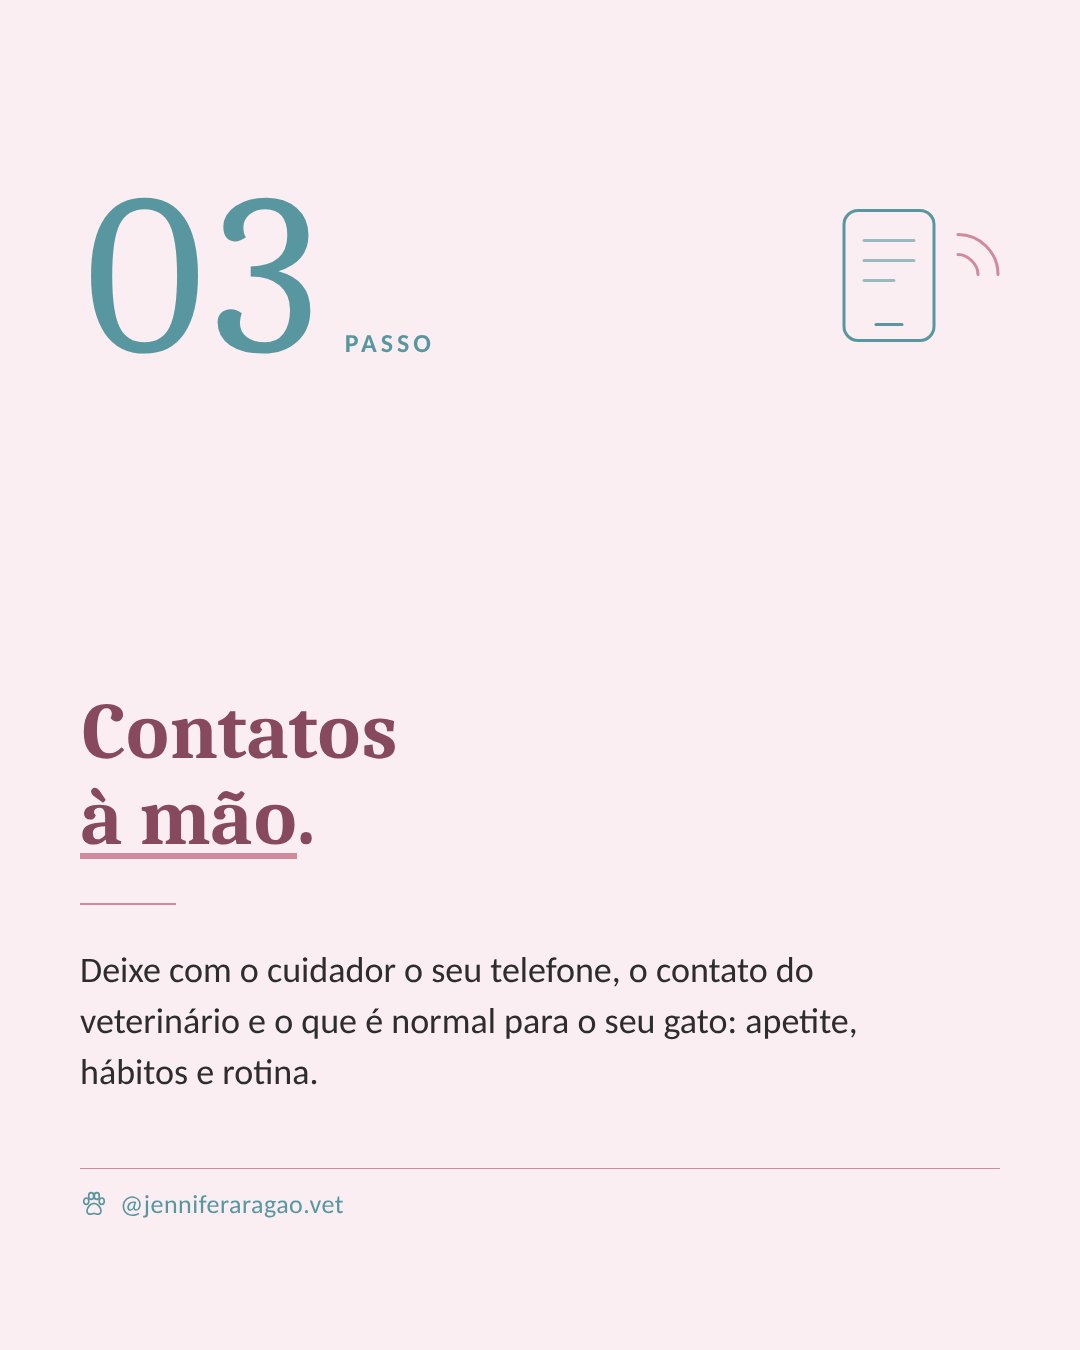 03 PASSO
Contatos
à mão.
Deixe com o cuidador o seu telefone, o contato do
veterinário e o que é normal para o seu gato: apetite,
hábitos e rotina.
@jenniferaragao.vet